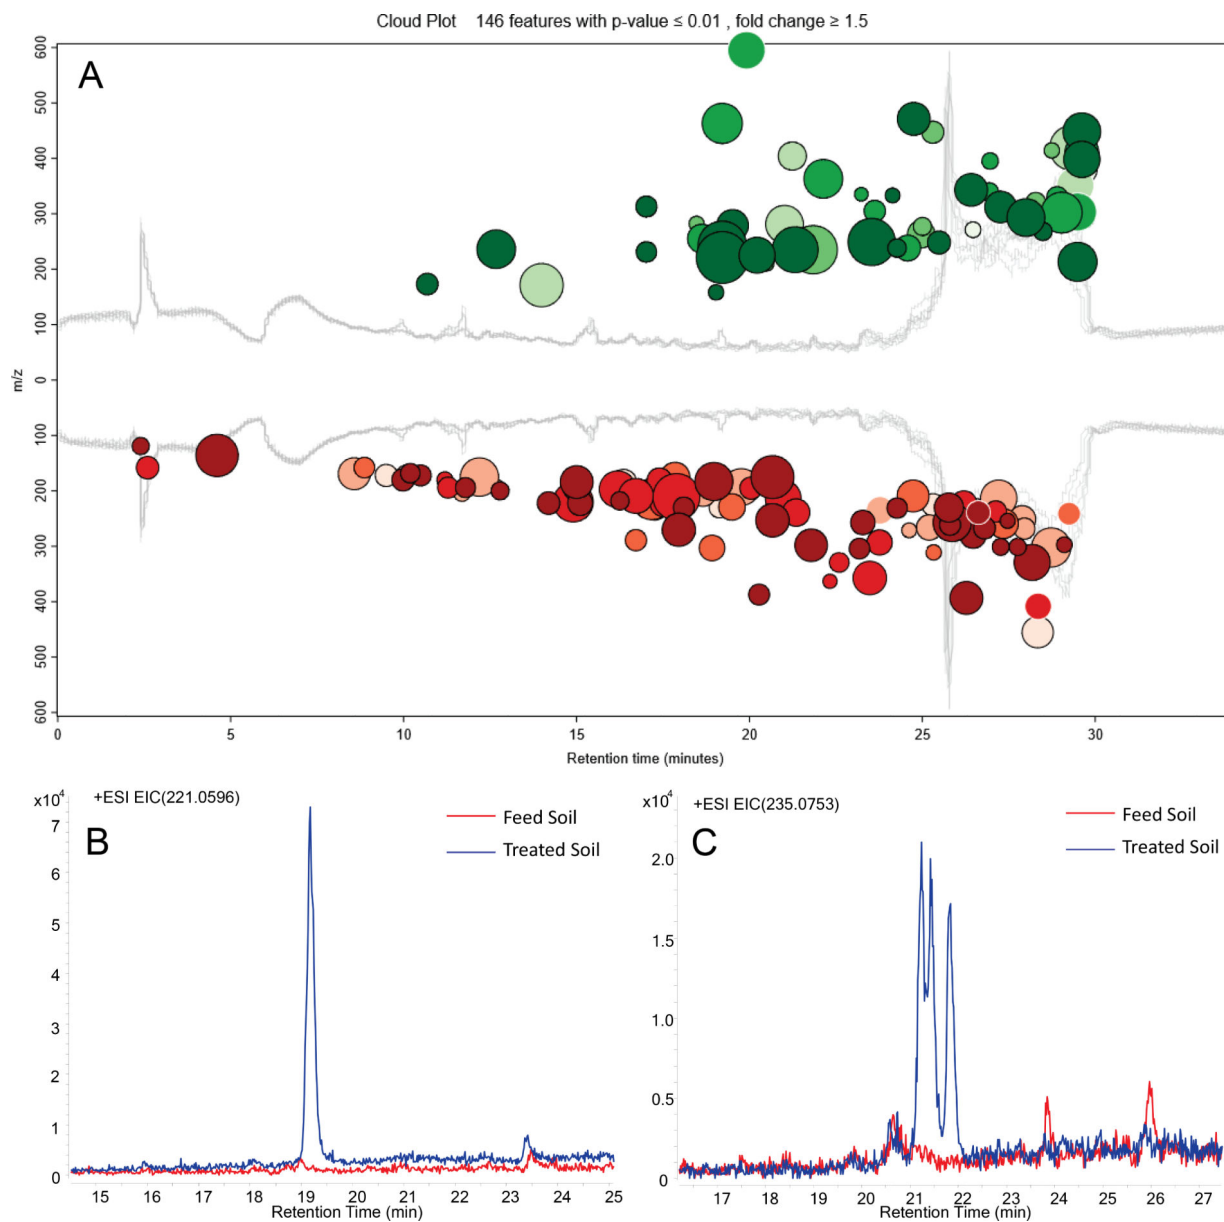 Cloud Plot 146 features with p-value ≤ 0.01 , fold change ≥ 1.5
A
600
500
400
300
200
100
0
100
200
300
400
500
600
m/z
0 5 10 15 20 25 30
Retention time (minutes)
+ESI EIC(221.0596)
x10⁴
B
Feed Soil
Treated Soil
7
6
5
4
3
2
1
0
15 16 17 18 19 20 21 22 23 24 25
Retention Time (min)
+ESI EIC(235.0753)
x10⁴
C
Feed Soil
Treated Soil
2.0
1.5
1.0
0.5
0
17 18 19 20 21 22 23 24 25 26 27
Retention Time (min)